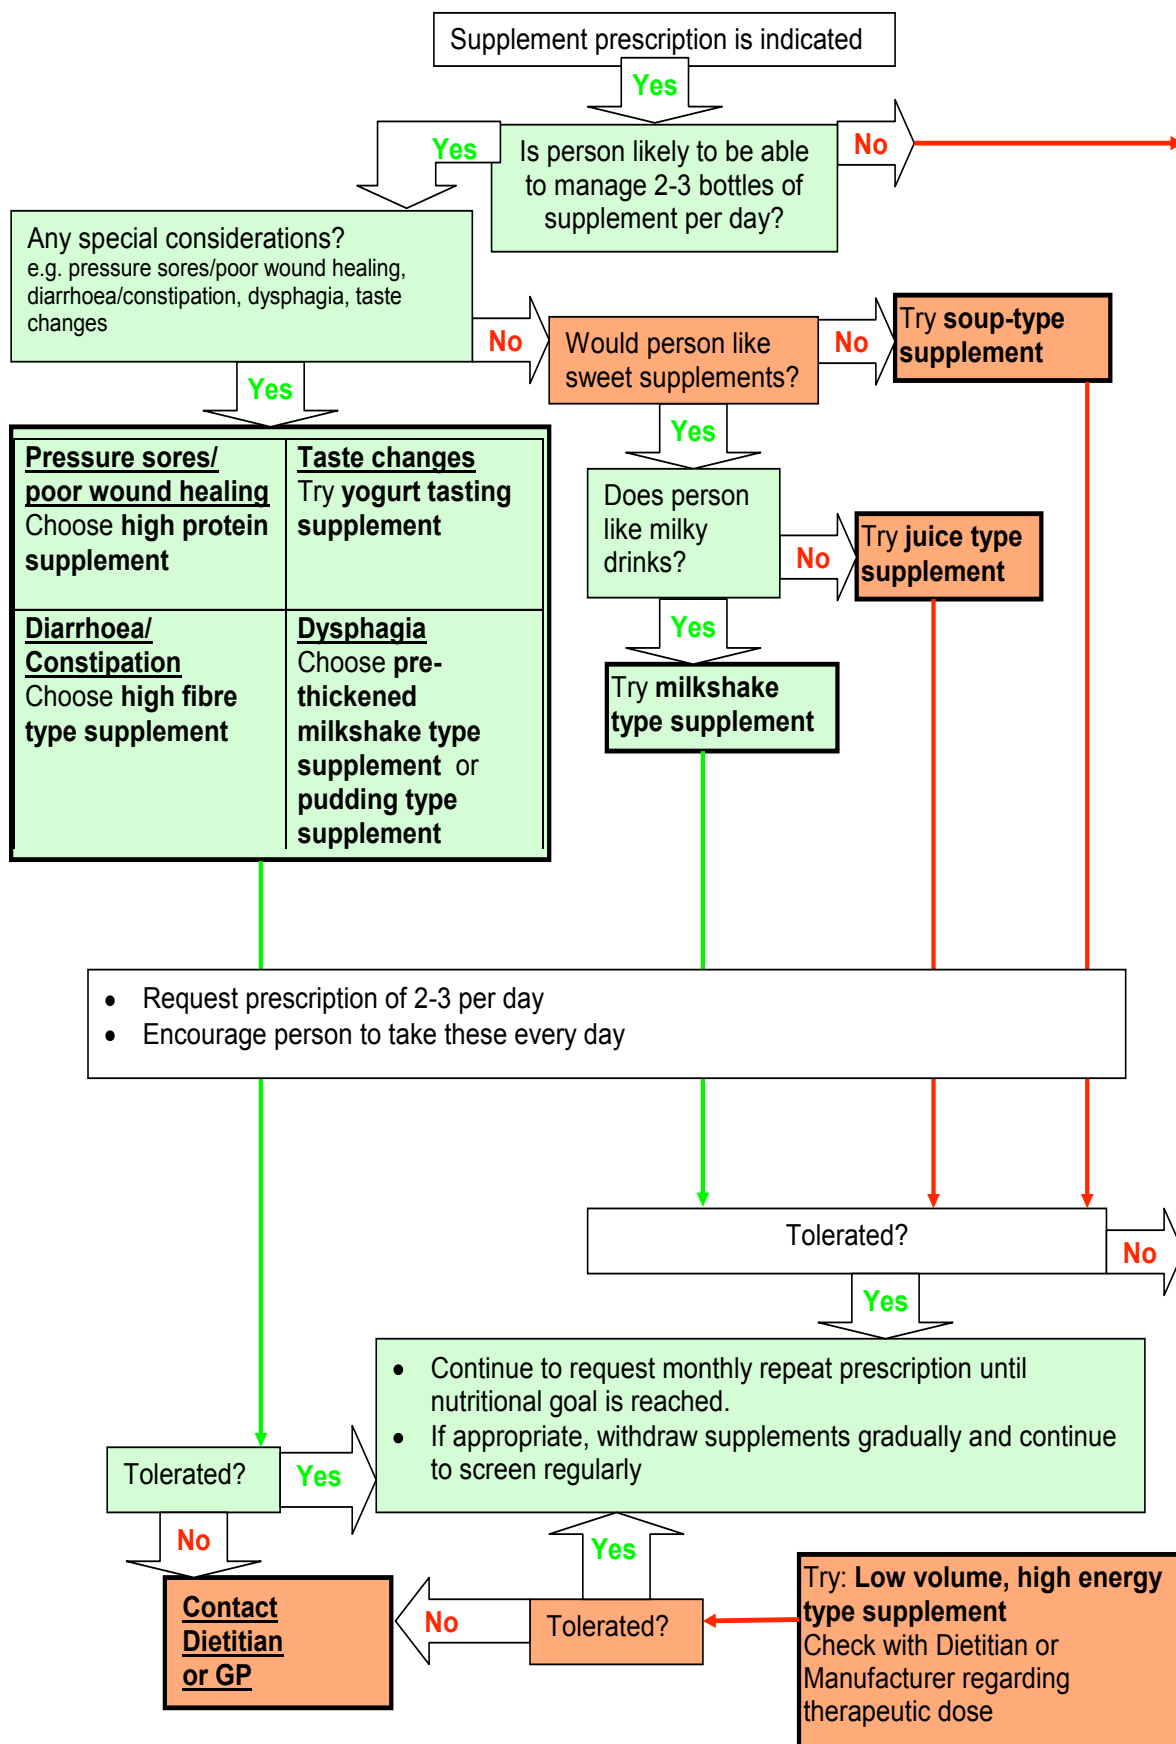 Supplement prescription is indicated
Yes
Yes
Is person likely to be able
to manage 2-3 bottles of
supplement per day?
No
Any special considerations?
e.g. pressure sores/poor wound healing,
diarrhoea/constipation, dysphagia, taste
changes
No
Would person like
sweet supplements?
No
Try soup-type
supplement
Yes
Yes
Pressure sores/
poor wound healing
Choose high protein
supplement
Taste changes
Try yogurt tasting
supplement
Does person
like milky
drinks?
No
Try juice type
supplement
Diarrhoea/
Constipation
Choose high fibre
type supplement
Dysphagia
Choose pre-
thickened
milkshake type
supplement or
pudding type
supplement
Yes
Try milkshake
type supplement
• Request prescription of 2-3 per day
• Encourage person to take these every day
Tolerated?
No
Yes
• Continue to request monthly repeat prescription until
nutritional goal is reached.
• If appropriate, withdraw supplements gradually and continue
to screen regularly
Tolerated?
Yes
No
Yes
Contact
Dietitian
or GP
No
Tolerated?
Try: Low volume, high energy
type supplement
Check with Dietitian or
Manufacturer regarding
therapeutic dose